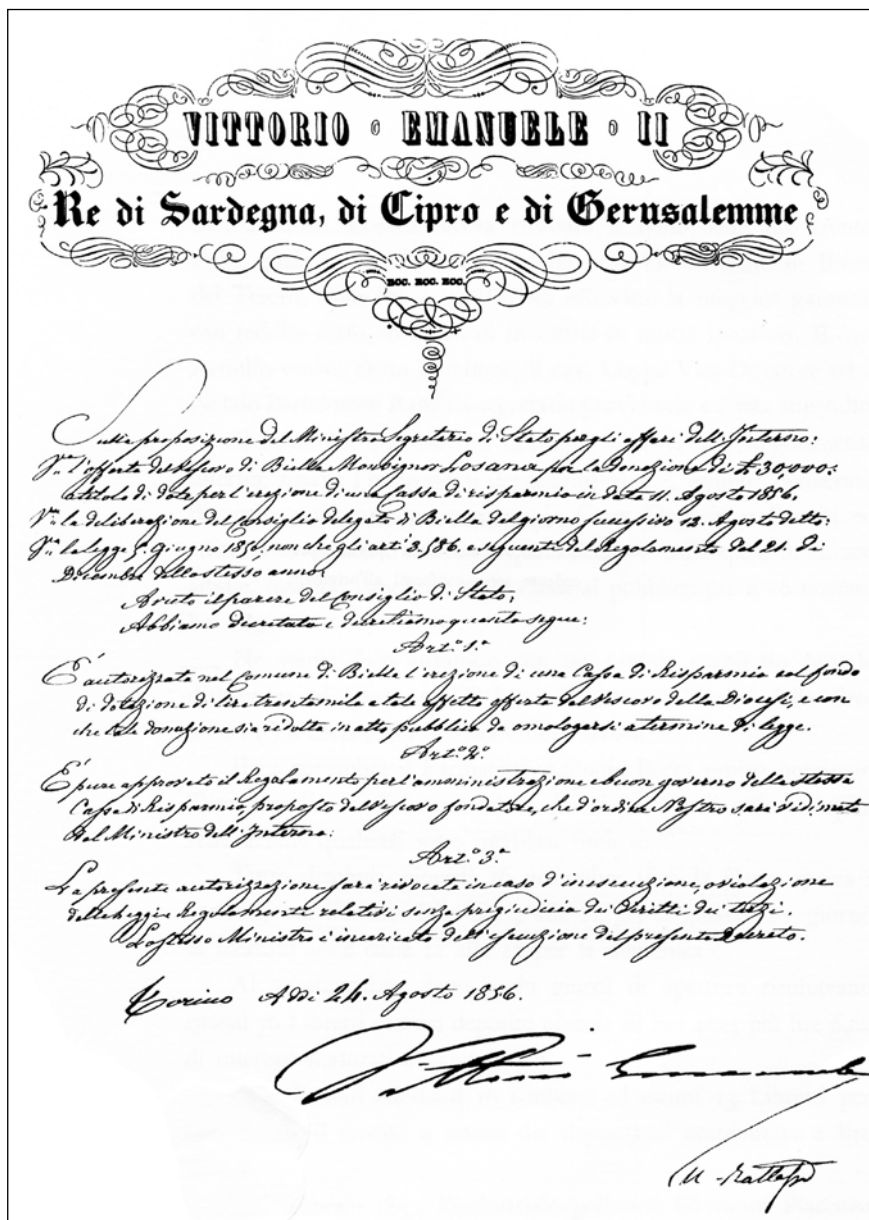 VITTORIO EMANUELE II
Re di Sardegna, di Cipro e di Gerusalemme
ECC. ECC. ECC.
Sulla proposizione del Ministro Segretario di Stato per gli affari dell'Interno:
V.ta l'offerta del Vescovo di Biella Monsignor Losana per la donazione di £ 30,000:
a titolo di dote per l'erezione di una Cassa di risparmio in data 11. Agosto 1856.
V.ta la deliberazione del Consiglio delegato di Biella del giorno successivo 12. Agosto detto:
V.ta la legge 5. Giugno 1850, non che gli art.i 3. 586. e seguenti del Regolamento del 21. di
Dicembre dello stesso anno;
Avuto il parere del Consiglio di Stato;
Abbiamo decretato e decretiamo quanto segue:
Art.o 1.o
È autorizzata nel Comune di Biella l'erezione di una Cassa di Risparmio col fondo
di dotazione di lire trentamila a tale effetto offerto dal Vescovo della Diocesi, e con
che tale donazione sia ridotta in atto pubblico da omologarsi a termine di legge.
Art.o 2.o
È pure approvato il Regolamento per l'amministrazione e buon governo della stessa
Cassa di Risparmio, proposto dal Vescovo fondatore, che d'ordine Nostro sarà vidimato
dal Ministro dell'Interno:
Art.o 3.o
La presente autorizzazione sarà rivocata in caso d'inesecuzione, o violazione
delle Leggi e Regolamenti relativi senza pregiudicio dei Diritti dei terzi.
Lo stesso Ministro è incaricato dell'esecuzione del presente Decreto.
Torino Addì 24. Agosto 1856.
Vittorio Emanuele
U. Rattazzi